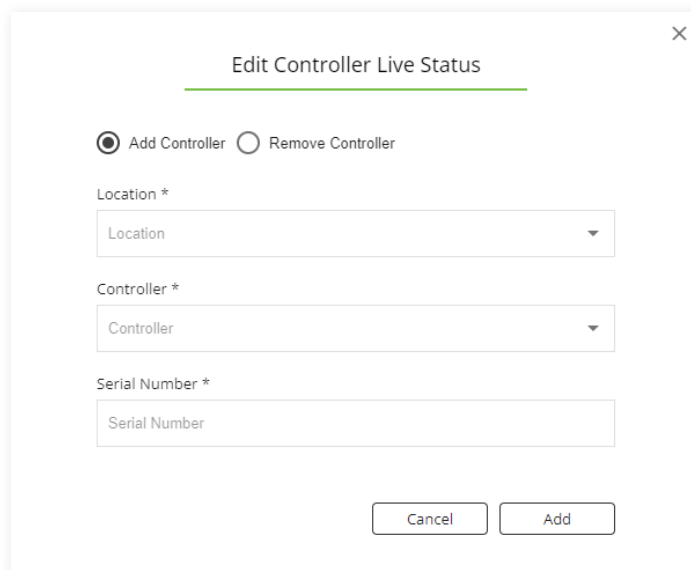 Edit Controller Live Status
Add Controller Remove Controller
Location *
Location
Controller *
Controller
Serial Number *
Serial Number
Cancel Add